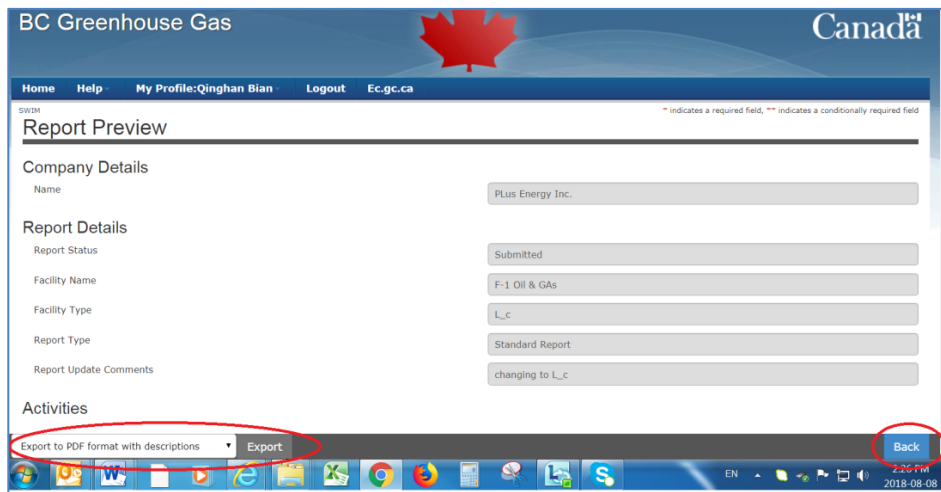 BC Greenhouse Gas
Canada
Home Help My Profile:Qinghan Bian Logout Ec.gc.ca
SWIM
* indicates a required field, ** indicates a conditionally required field
Report Preview
Company Details
Name PLus Energy Inc.
Report Details
Report Status Submitted
Facility Name F-1 Oil & GAs
Facility Type L_c
Report Type Standard Report
Report Update Comments changing to L_c
Activities
Export to PDF format with descriptions Export Back
EN 2:26 PM
2018-08-08